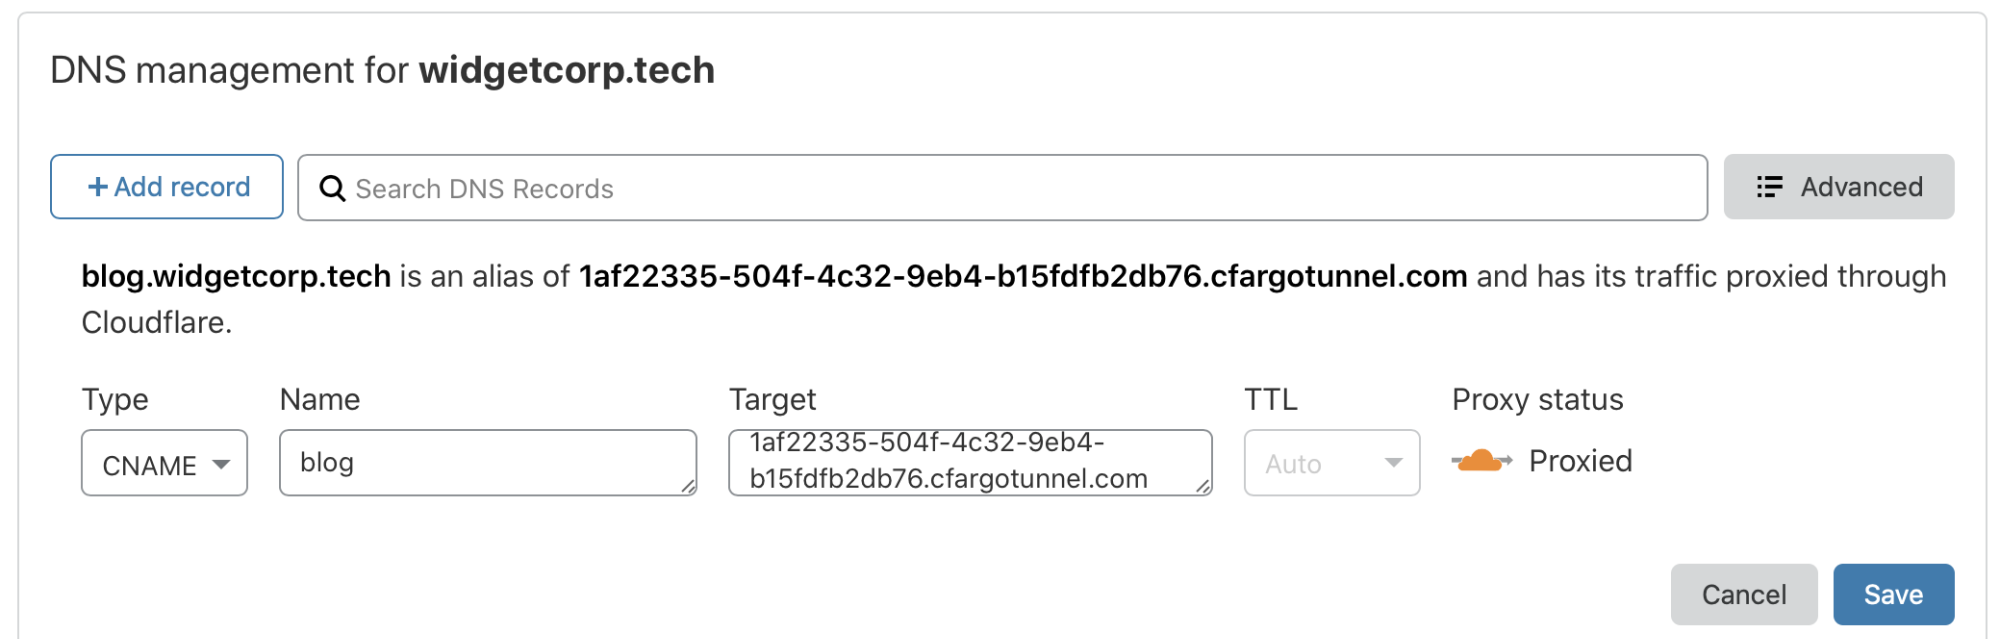 DNS management for widgetcorp.tech
+ Add record
Search DNS Records
Advanced
blog.widgetcorp.tech is an alias of 1af22335-504f-4c32-9eb4-b15fdfb2db76.cfargotunnel.com and has its traffic proxied through
Cloudflare.
Type Name Target TTL Proxy status
CNAME
blog
1af22335-504f-4c32-9eb4-
b15fdfb2db76.cfargotunnel.com
Auto
Proxied
Cancel Save